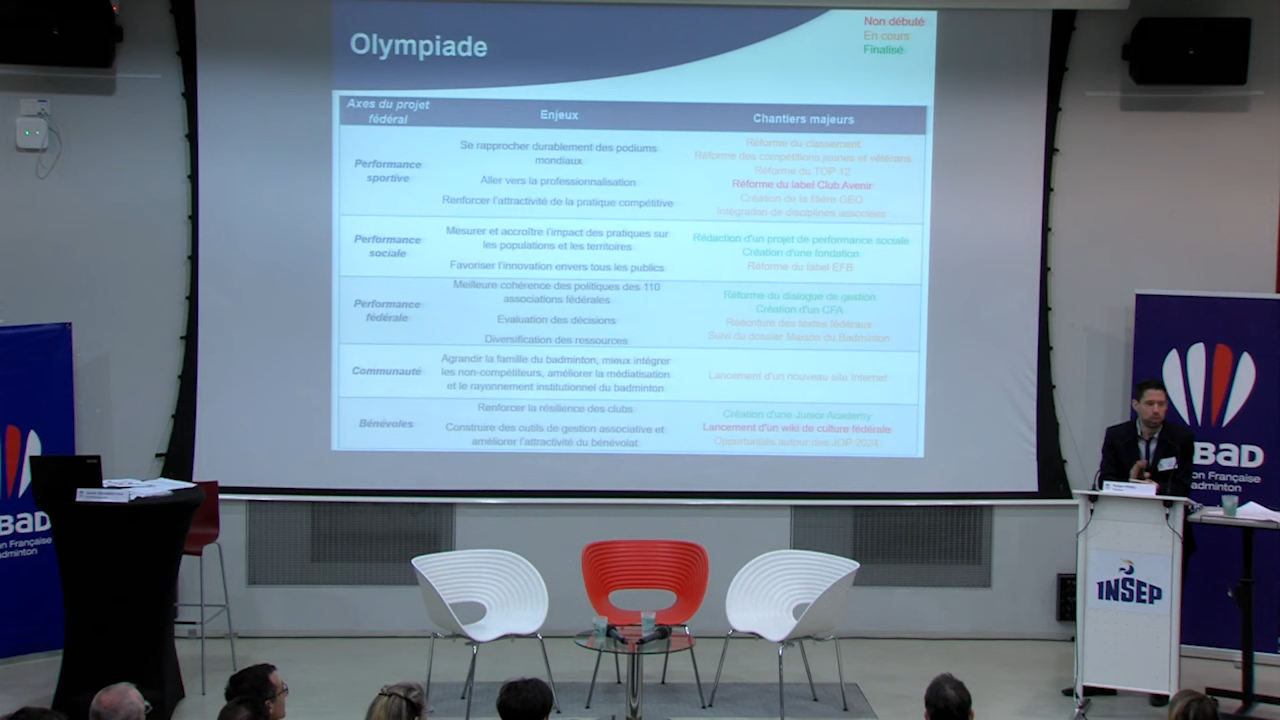 Olympiade
Non débuté
En cours
Finalisé
Axes du projet
fédéral
Enjeux
Chantiers majeurs
Performance
sportive
Se rapprocher durablement des podiums
mondiaux
Aller vers la professionnalisation
Renforcer l'attractivité de la pratique compétitive
Réforme du classement
Réforme des compétitions jeunes et vétérans
Réforme du TOP 12
Réforme du label Club Avenir
Création de la filière GEO
Intégration de disciplines associées
Performance
sociale
Mesurer et accroître l'impact des pratiques sur
les populations et les territoires
Favoriser l'innovation envers tous les publics
Rédaction d'un projet de performance sociale
Création d'une fondation
Réforme du label EFB
Performance
fédérale
Meilleure cohérence des politiques des 110
associations fédérales
Evaluation des décisions
Diversification des ressources
Réforme du dialogue de gestion
Création d'un CFA
Réécriture des textes fédéraux
Suivi du dossier Maison du Badminton
Communauté
Agrandir la famille du badminton, mieux intégrer
les non-compétiteurs, améliorer la médiatisation
et le rayonnement institutionnel du badminton
Lancement d'un nouveau site Internet
Bénévoles
Renforcer la résilience des clubs
Construire des outils de gestion associative et
améliorer l'attractivité du bénévolat
Création d'une Junior Academy
Lancement d'un wiki de culture fédérale
Opportunités autour des JOP 2024
BaD
on Française
adminton
BaD
on Française
Badminton
INSEP